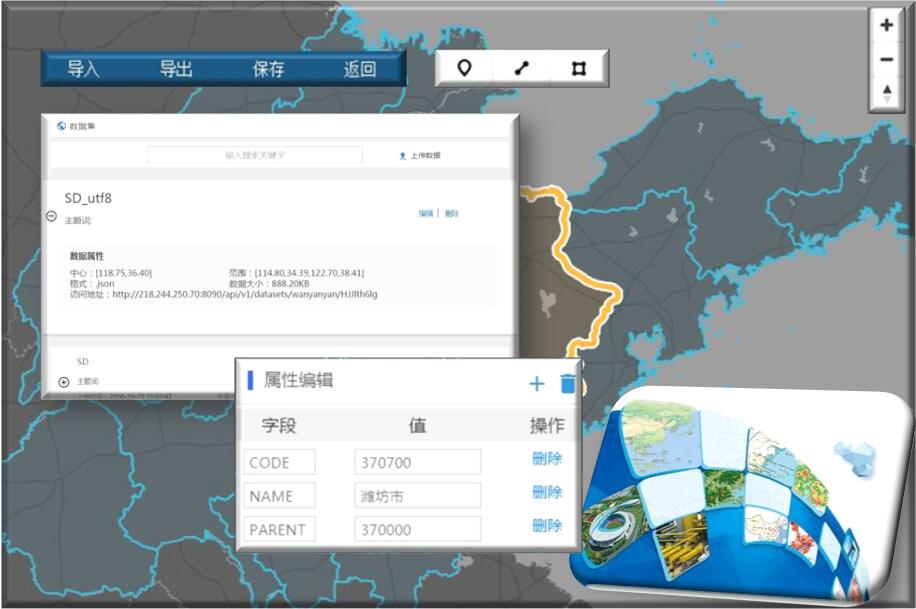 导入 导出 保存 返回
数据集
输入搜索关键字 上传数据
SD_utf8
编辑 | 删除
主题词:
数据属性
中心：[118.75,36.40] 范围：[114.80,34.39,122.70,38.41]
格式：.json 数据大小：888.20KB
访问地址：http://218.244.250.70:8090/api/v1/datasets/wanyanyan/HJJlth6lg
SD
主题词:
属性编辑
字段 值 操作
CODE 370700 删除
NAME 潍坊市 删除
PARENT 370000 删除